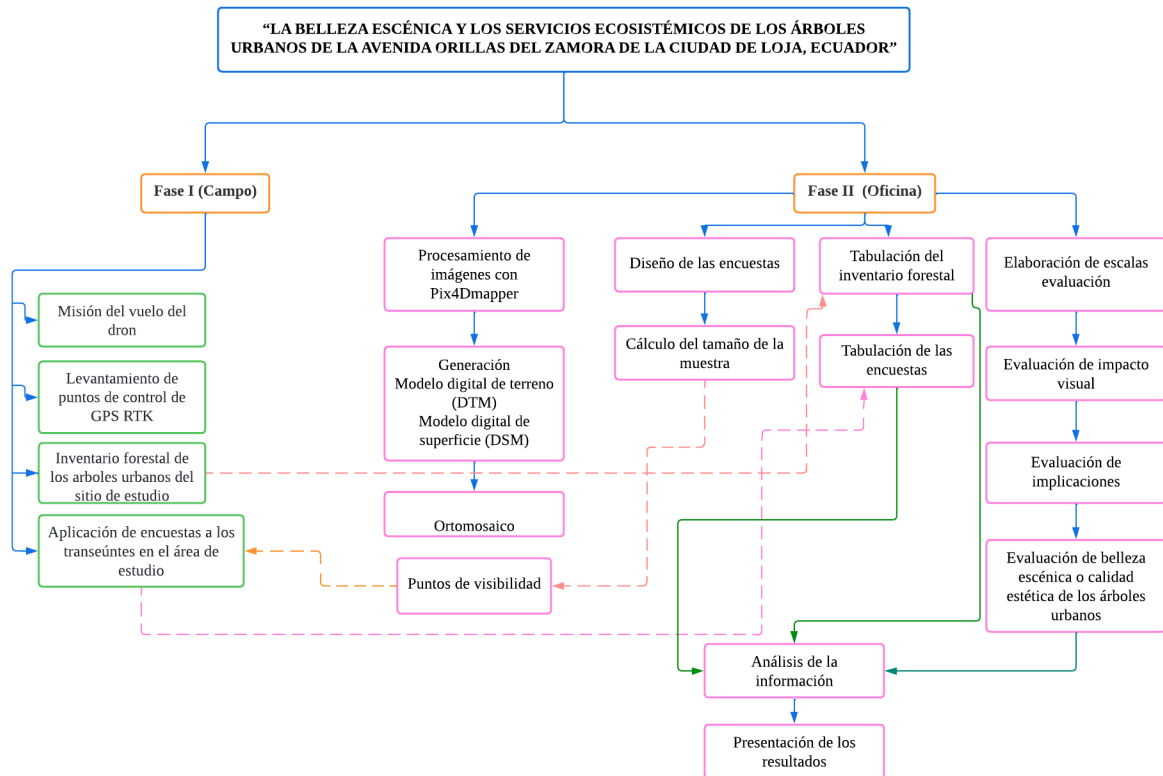 “LA BELLEZA ESCÉNICA Y LOS SERVICIOS ECOSISTÉMICOS DE LOS ÁRBOLES
URBANOS DE LA AVENIDA ORILLAS DEL ZAMORA DE LA CIUDAD DE LOJA, ECUADOR”
Fase I (Campo)
Misión del vuelo del
dron
Levantamiento de
puntos de control de
GPS RTK
Inventario forestal de
los arboles urbanos del
sitio de estudio
Aplicación de encuestas a los
transeúntes en el área de
estudio
Fase II (Oficina)
Procesamiento de
imágenes con
Pix4Dmapper
Generación
Modelo digital de terreno
(DTM)
Modelo digital de
superficie (DSM)
Ortomosaico
Puntos de visibilidad
Diseño de las encuestas
Cálculo del tamaño de la
muestra
Tabulación del
inventario forestal
Tabulación de las
encuestas
Elaboración de escalas
evaluación
Evaluación de impacto
visual
Evaluación de
implicaciones
Evaluación de belleza
escénica o calidad
estética de los árboles
urbanos
Análisis de la
información
Presentación de los
resultados